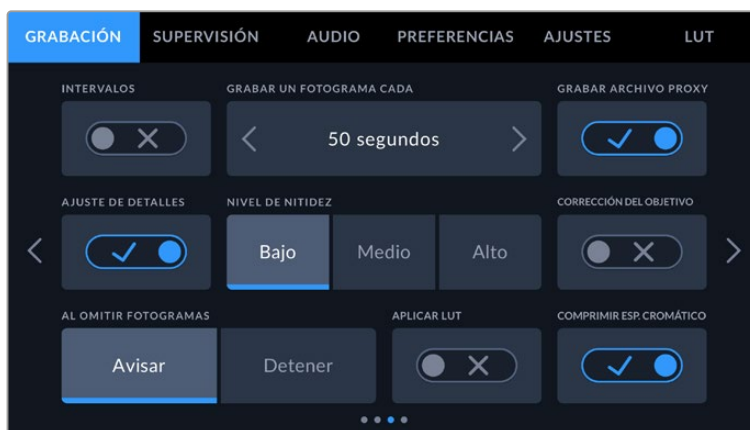 GRABACIÓN SUPERVISIÓN AUDIO PREFERENCIAS AJUSTES LUT
INTERVALOS GRABAR UN FOTOGRAMA CADA GRABAR ARCHIVO PROXY
50 segundos
AJUSTE DE DETALLES NIVEL DE NITIDEZ CORRECCIÓN DEL OBJETIVO
Bajo Medio Alto
AL OMITIR FOTOGRAMAS APLICAR LUT COMPRIMIR ESP. CROMÁTICO
Avisar Detener